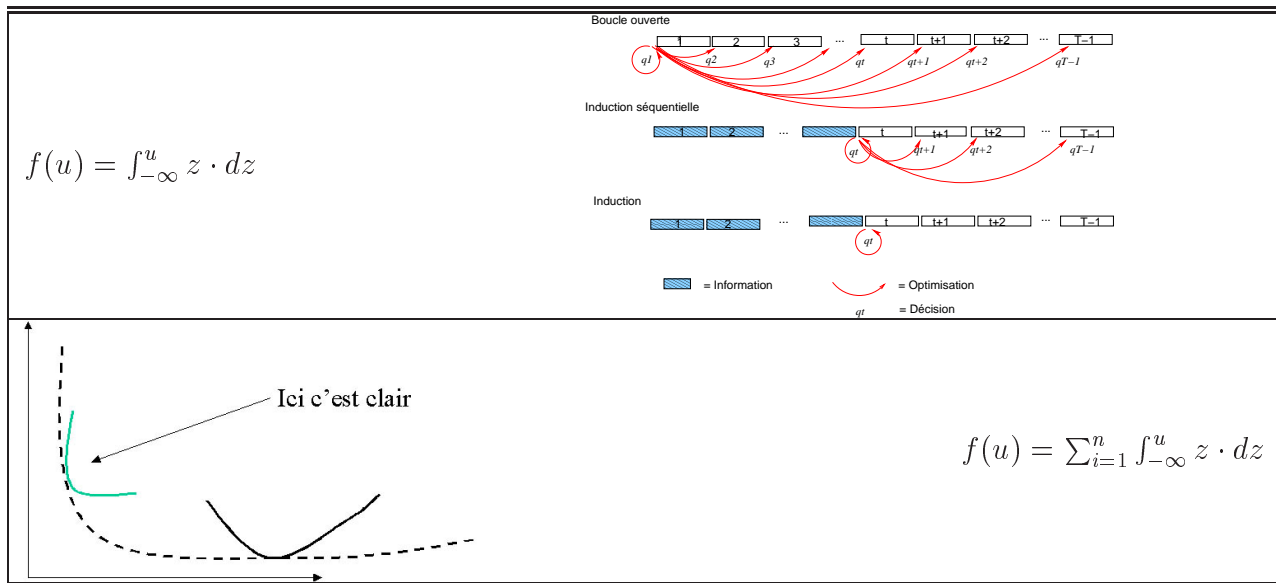 f(u) = ∫_{-∞}^{u} z · dz
Boucle ouverte
1 2 3 ... t t+1 t+2 ... T−1
q1 q2 q3 qt qt+1 qt+2 qT−1
Induction séquentielle
1 2 ... t t+1 t+2 ... T−1
qt qt+1 qt+2 qT−1
Induction
1 2 ... t t+1 t+2 ... T−1
qt
= Information = Optimisation
qt = Décision
Ici c'est clair
f(u) = ∑_{i=1}^{n} ∫_{-∞}^{u} z · dz